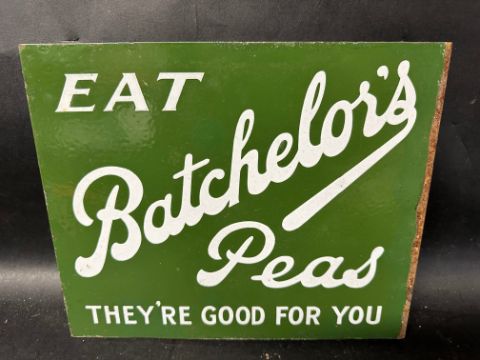 EAT
Batchelor's
Peas
THEY'RE GOOD FOR YOU